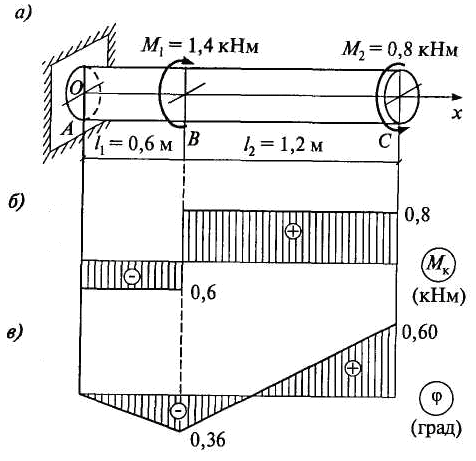 а)
M₁ = 1,4 кНм
M₂ = 0,8 кНм
O
x
A
B
C
l₁ = 0,6 м
l₂ = 1,2 м
б)
0,8
+
-
0,6
Mк
(кНм)
в)
0,60
+
-
0,36
φ
(град)